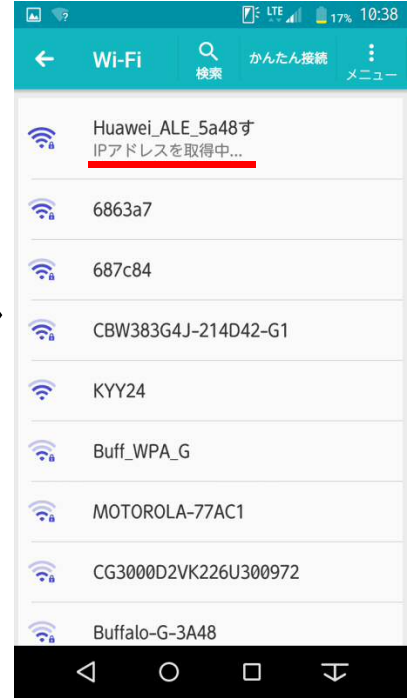 LTE 17% 10:38
Wi-Fi 検索 かんたん接続 メニュー
Huawei_ALE_5a48す
IPアドレスを取得中...
6863a7
687c84
CBW383G4J-214D42-G1
KYY24
Buff_WPA_G
MOTOROLA-77AC1
CG3000D2VK226U300972
Buffalo-G-3A48